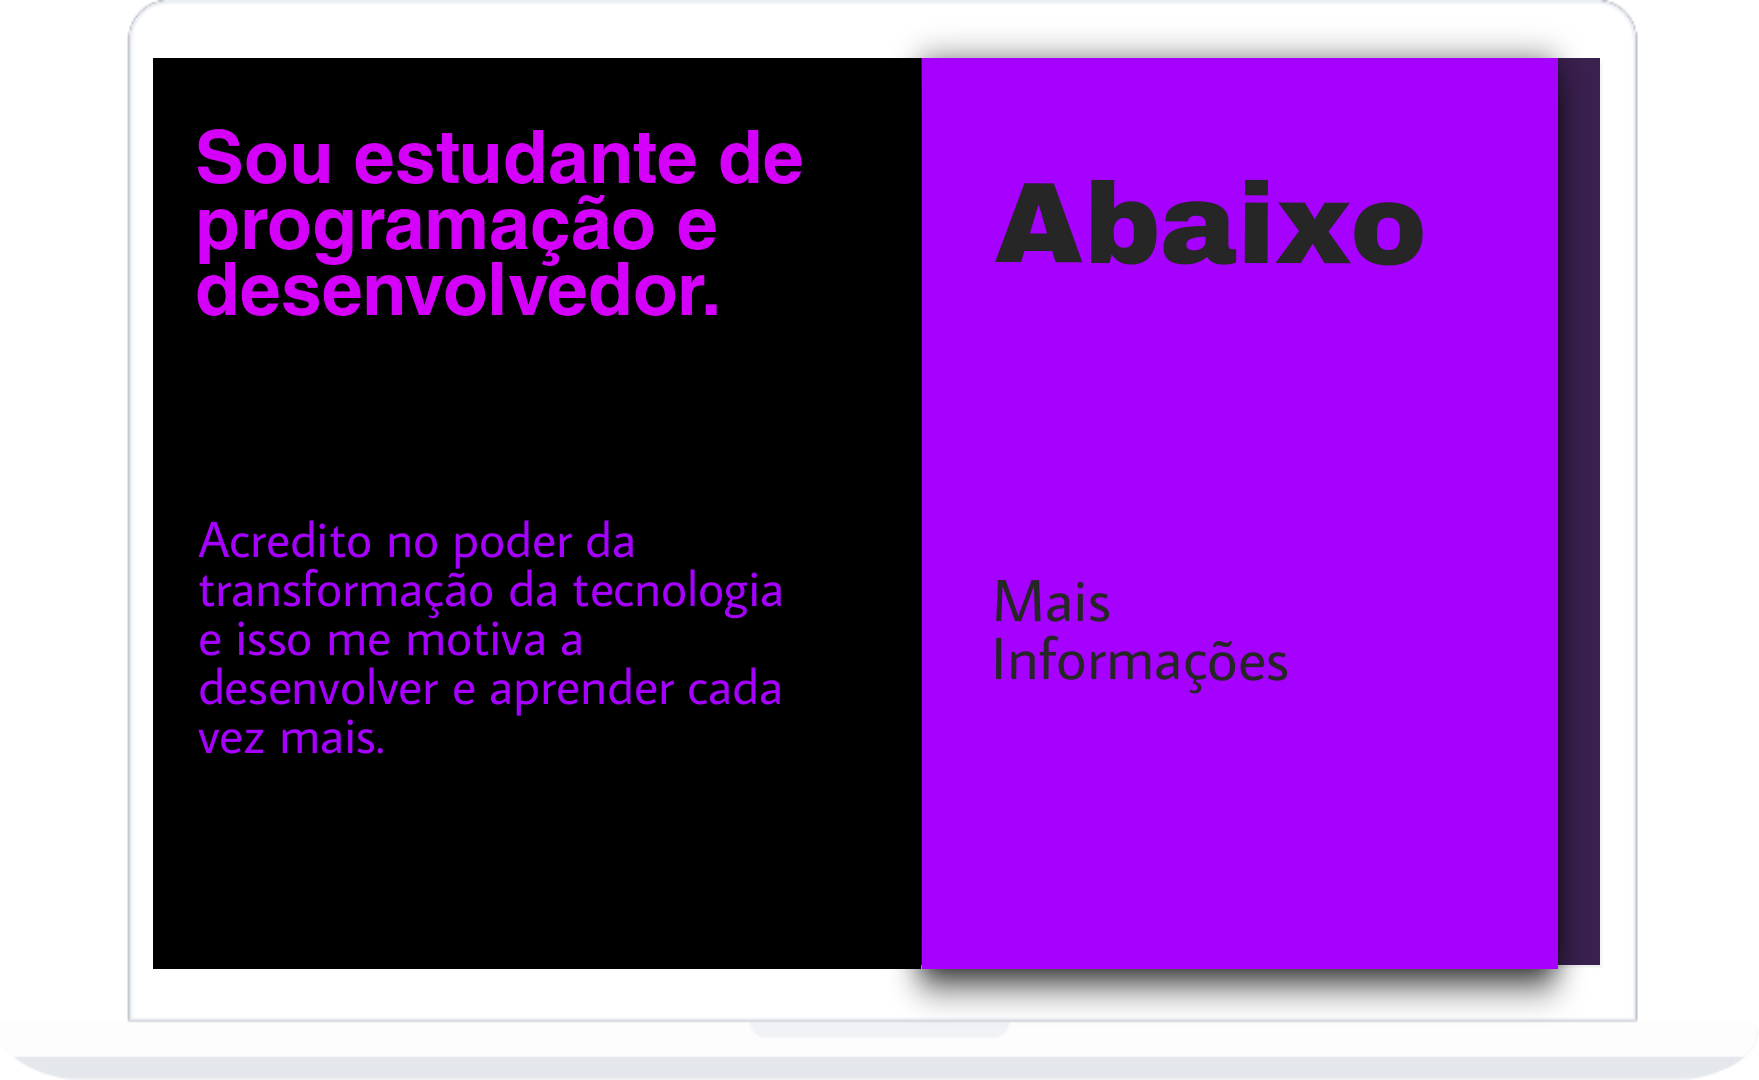 Sou estudante de
programação e
desenvolvedor.
Acredito no poder da
transformação da tecnologia
e isso me motiva a
desenvolver e aprender cada
vez mais.
Abaixo
Mais
Informações